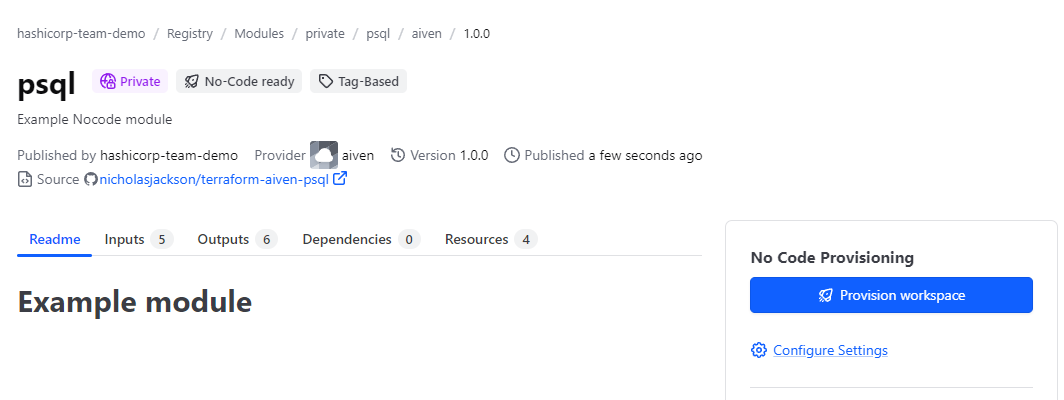 hashicorp-team-demo / Registry / Modules / private / psql / aiven / 1.0.0
psql Private No-Code ready Tag-Based
Example Nocode module
Published by hashicorp-team-demo Provider aiven Version 1.0.0 Published a few seconds ago
Source nicholasjackson/terraform-aiven-psql
Readme Inputs 5 Outputs 6 Dependencies 0 Resources 4
Example module
No Code Provisioning
Provision workspace
Configure Settings